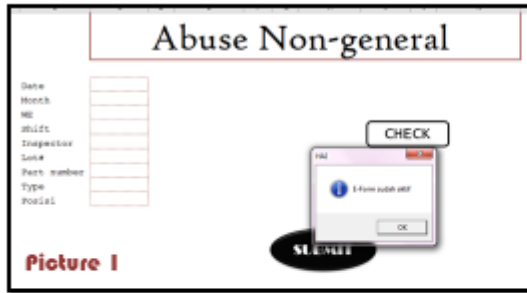 Abuse Non-general
Date
Month
WE
Shift
Inspector
Lot#
Part number
Type
Posisi
CHECK
E-Form sudah aktif
OK
SUBMIT
Picture 1